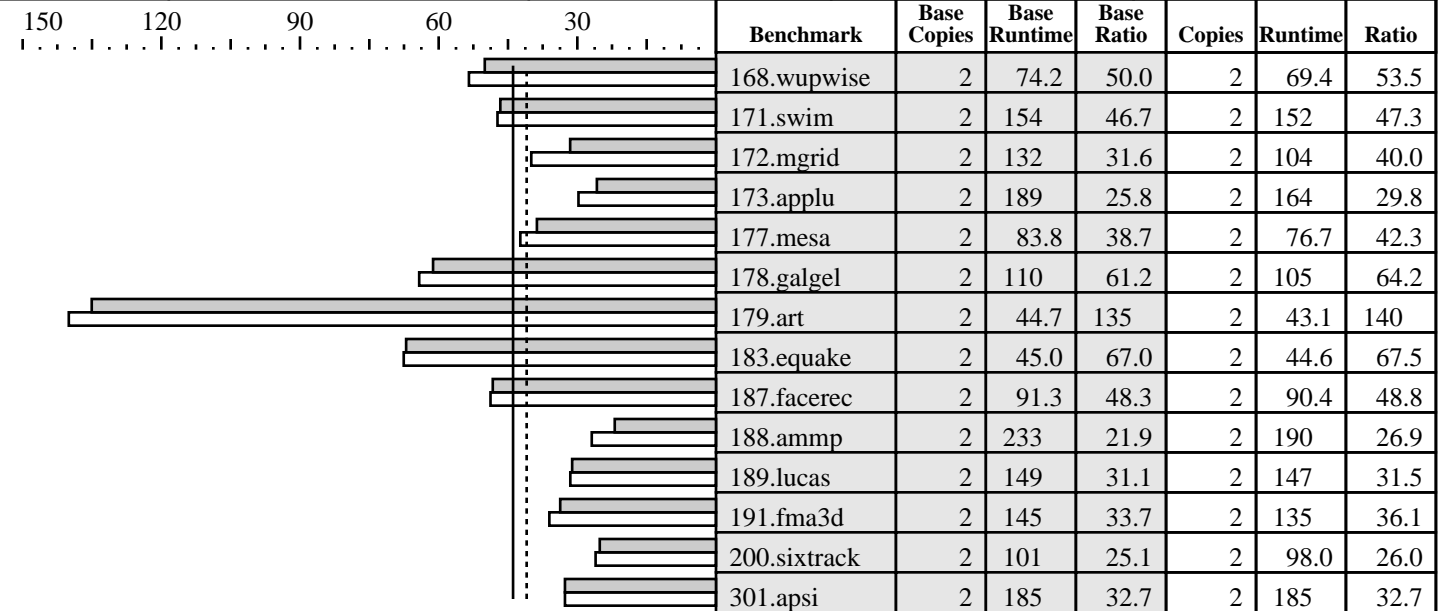 150 120 90 60 30
Benchmark Base Copies Base Runtime Base Ratio Copies Runtime Ratio
168.wupwise 2 74.2 50.0 2 69.4 53.5
171.swim 2 154 46.7 2 152 47.3
172.mgrid 2 132 31.6 2 104 40.0
173.applu 2 189 25.8 2 164 29.8
177.mesa 2 83.8 38.7 2 76.7 42.3
178.galgel 2 110 61.2 2 105 64.2
179.art 2 44.7 135 2 43.1 140
183.equake 2 45.0 67.0 2 44.6 67.5
187.facerec 2 91.3 48.3 2 90.4 48.8
188.ammp 2 233 21.9 2 190 26.9
189.lucas 2 149 31.1 2 147 31.5
191.fma3d 2 145 33.7 2 135 36.1
200.sixtrack 2 101 25.1 2 98.0 26.0
301.apsi 2 185 32.7 2 185 32.7